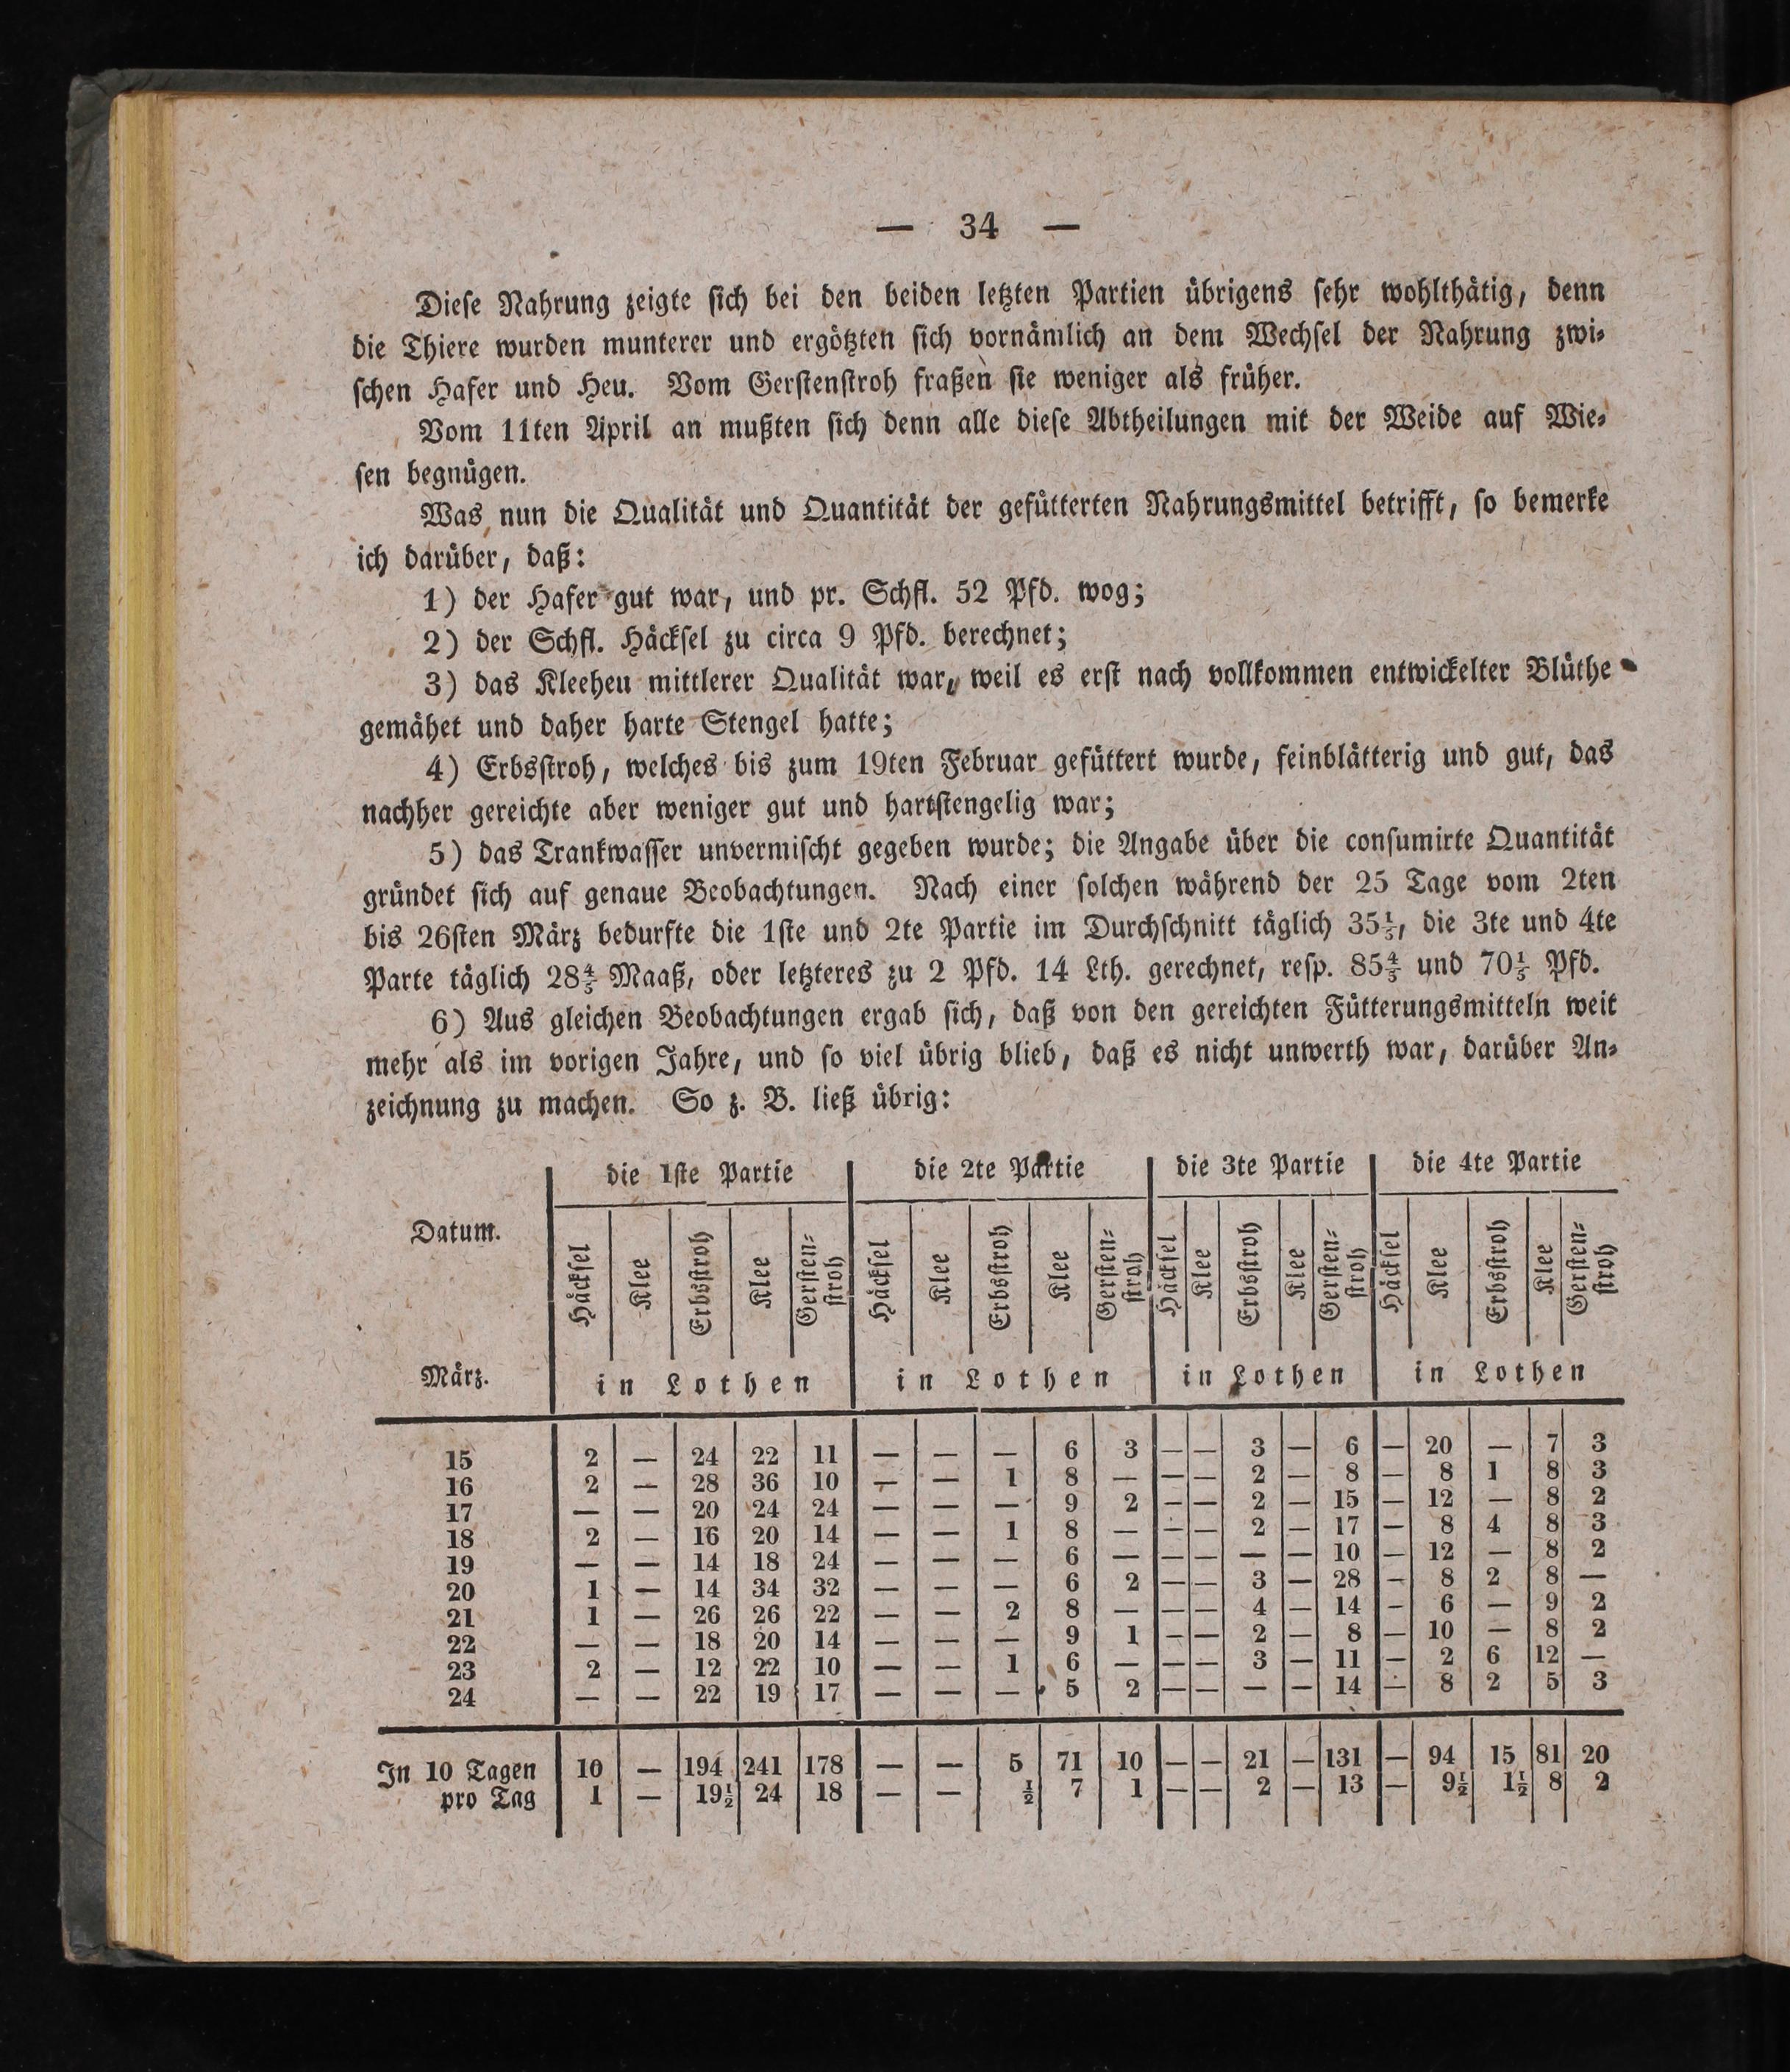 — 34 —
Dieſe Nahrung zeigte ſich bei den beiden letzten Partien übrigens ſehr wohlthätig, denn
die Thiere wurden munterer und ergötzten ſich vornämlich an dem Wechſel der Nahrung zwi⸗
ſchen Hafer und Heu. Vom Gerſtenſtroh fraßen ſie weniger als früher.
Vom 11ten April an mußten ſich denn alle dieſe Abtheilungen mit der Weide auf Wie⸗
ſen begnügen.
Was nun die Qualität und Quantität der gefütterten Nahrungsmittel betrifft, ſo bemerke
ich darüber, daß:
1) der Hafer gut war, und pr. Schfl. 52 Pfd. wog;
2) der Schfl. Häckſel zu circa 9 Pfd. berechnet;
3) das Kleeheu mittlerer Qualität war, weil es erſt nach vollkommen entwickelter Blüthe
gemähet und daher harte Stengel hatte;
4) Erbsſtroh, welches bis zum 19ten Februar gefüttert wurde, feinblätterig und gut, das
nachher gereichte aber weniger gut und hartſtengelig war;
5) das Trankwaſſer unvermiſcht gegeben wurde; die Angabe über die conſumirte Quantität
gründet ſich auf genaue Beobachtungen. Nach einer ſolchen während der 25 Tage vom 2ten
bis 26ſten März bedurfte die 1ſte und 2te Partie im Durchſchnitt täglich 35⅕, die 3te und 4te
Parte täglich 28⅘ Maaß, oder letzteres zu 2 Pfd. 14 Lth. gerechnet, reſp. 85⅘ und 70⅕ Pfd.
6) Aus gleichen Beobachtungen ergab ſich, daß von den gereichten Fütterungsmitteln weit
mehr als im vorigen Jahre, und ſo viel übrig blieb, daß es nicht unwerth war, darüber An⸗
zeichnung zu machen. So z. B. ließ übrig:
die 1ſte Partie die 2te Partie die 3te Partie die 4te Partie
Datum. Häckſel Klee Erbsſtroh Klee Gerſten⸗ſtroh Häckſel Klee Erbsſtroh Klee Gerſten⸗ſtroh Häckſel Klee Erbsſtroh Klee Gerſten⸗ſtroh Häckſel Klee Erbsſtroh Klee Gerſten⸗ſtroh
März. in Lothen in Lothen in Lothen in Lothen
15 2 — 24 22 11 — — — 6 3 — — 3 — 6 — 20 — 7 3
16 2 — 28 36 10 — — 1 8 — — — 2 — 8 — 8 1 8 3
17 — — 20 24 24 — — — 9 2 — — 2 — 15 — 12 — 8 2
18 2 — 16 20 14 — — 1 8 — — — 2 — 17 — 8 4 8 3
19 — — 14 18 24 — — — 6 — — — — — 10 — 12 — 8 2
20 1 — 14 34 32 — — — 6 2 — — 3 — 28 — 8 2 8 —
21 1 — 26 26 22 — — 2 8 — — — 4 — 14 — 6 — 9 2
22 — — 18 20 14 — — — 9 1 — — 2 — 8 — 10 — 8 2
23 2 — 12 22 10 — — 1 6 — — — 3 — 11 — 2 6 12 —
24 — — 22 19 17 — — — 5 2 — — — — 14 — 8 2 5 3
In 10 Tagen 10 — 194 241 178 — — 5 71 10 — — 21 — 131 — 94 15 81 20
pro Tag 1 — 19½ 24 18 — — ½ 7 1 — — 2 — 13 — 9½ 1½ 8 2